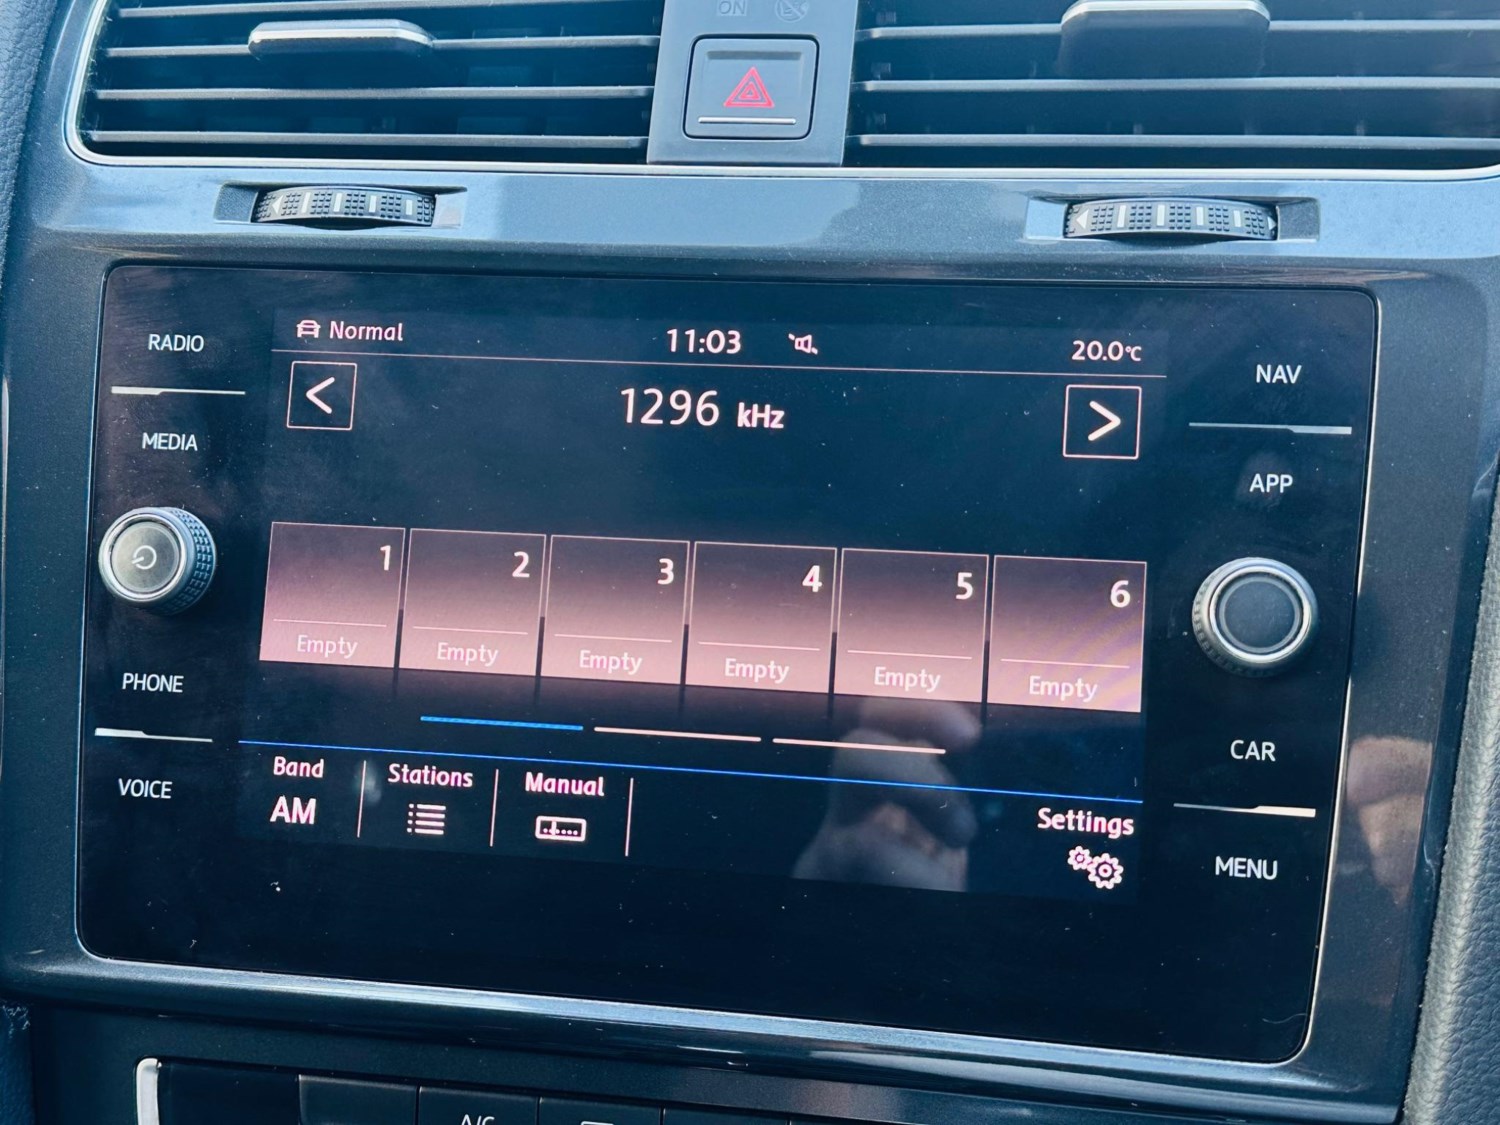 ON
RADIO
MEDIA
PHONE
VOICE
Normal
11:03
20.0°C
1296 kHz
1
2
3
4
5
6
Empty
Empty
Empty
Empty
Empty
Empty
Band
AM
Stations
Manual
Settings
NAV
APP
CAR
MENU
A/C